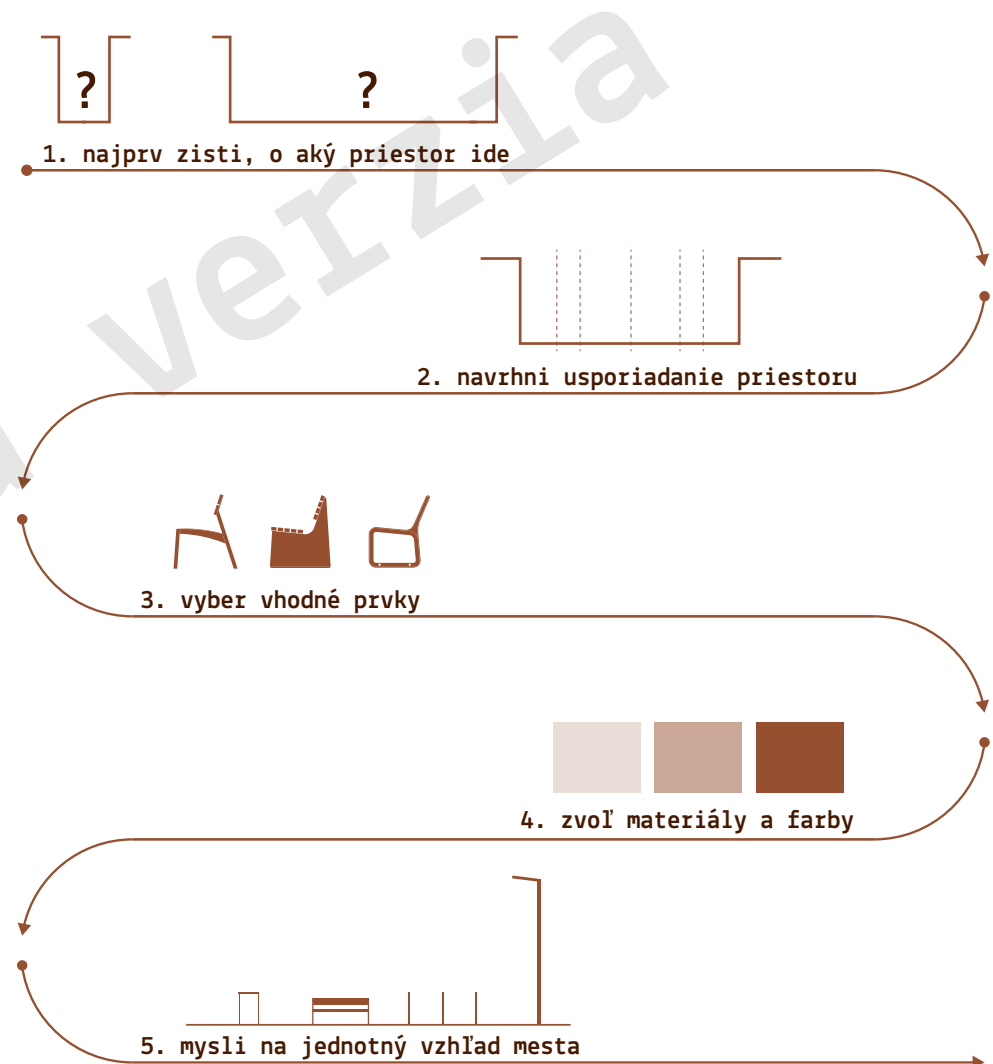 ? ?
1. najprv zisti, o aký priestor ide
2. navrhni usporiadanie priestoru
3. vyber vhodné prvky
4. zvoľ materiály a farby
5. mysli na jednotný vzhľad mesta
verzia